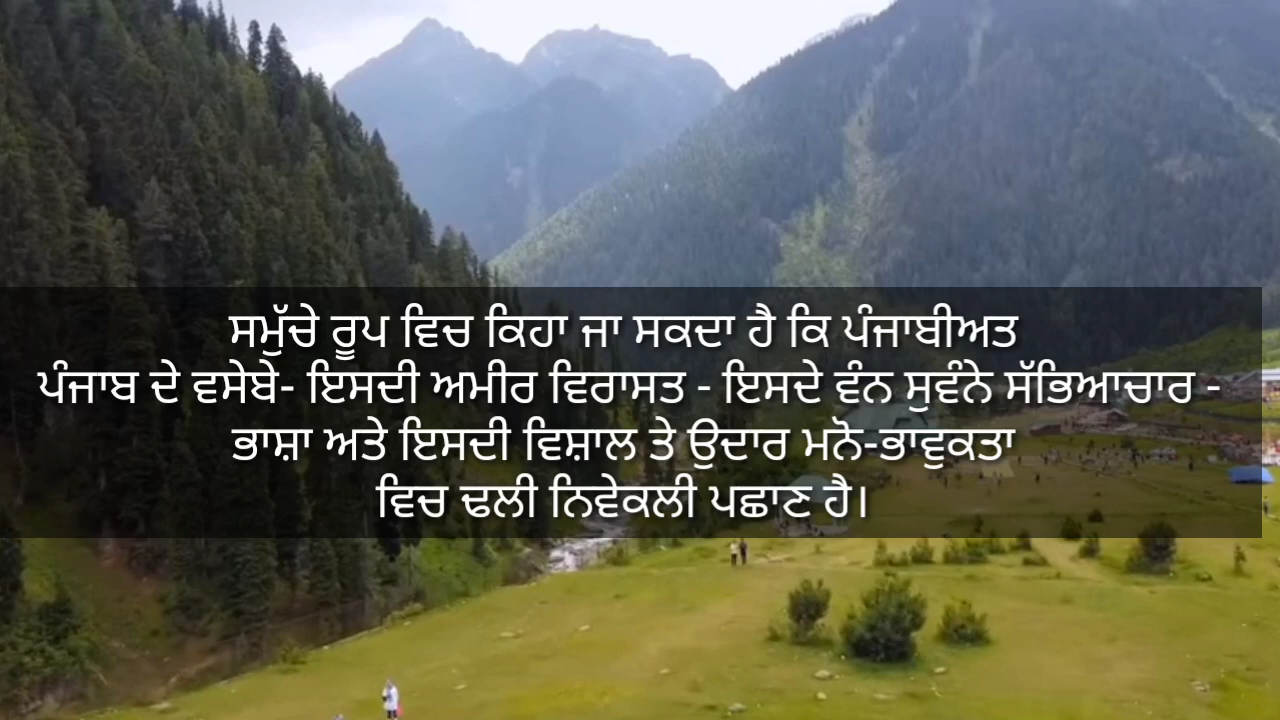 ਸਮੁੱਚੇ ਰੂਪ ਵਿਚ ਕਿਹਾ ਜਾ ਸਕਦਾ ਹੈ ਕਿ ਪੰਜਾਬੀਅਤ
ਪੰਜਾਬ ਦੇ ਵਸੇਬੇ- ਇਸਦੀ ਅਮੀਰ ਵਿਰਾਸਤ - ਇਸਦੇ ਵੰਨ ਸੁਵੰਨੇ ਸੱਭਿਆਚਾਰ -
ਭਾਸ਼ਾ ਅਤੇ ਇਸਦੀ ਵਿਸ਼ਾਲ ਤੇ ਉਦਾਰ ਮਨੋ-ਭਾਵੁਕਤਾ
ਵਿਚ ਢਲੀ ਨਿਵੇਕਲੀ ਪਛਾਣ ਹੈ।